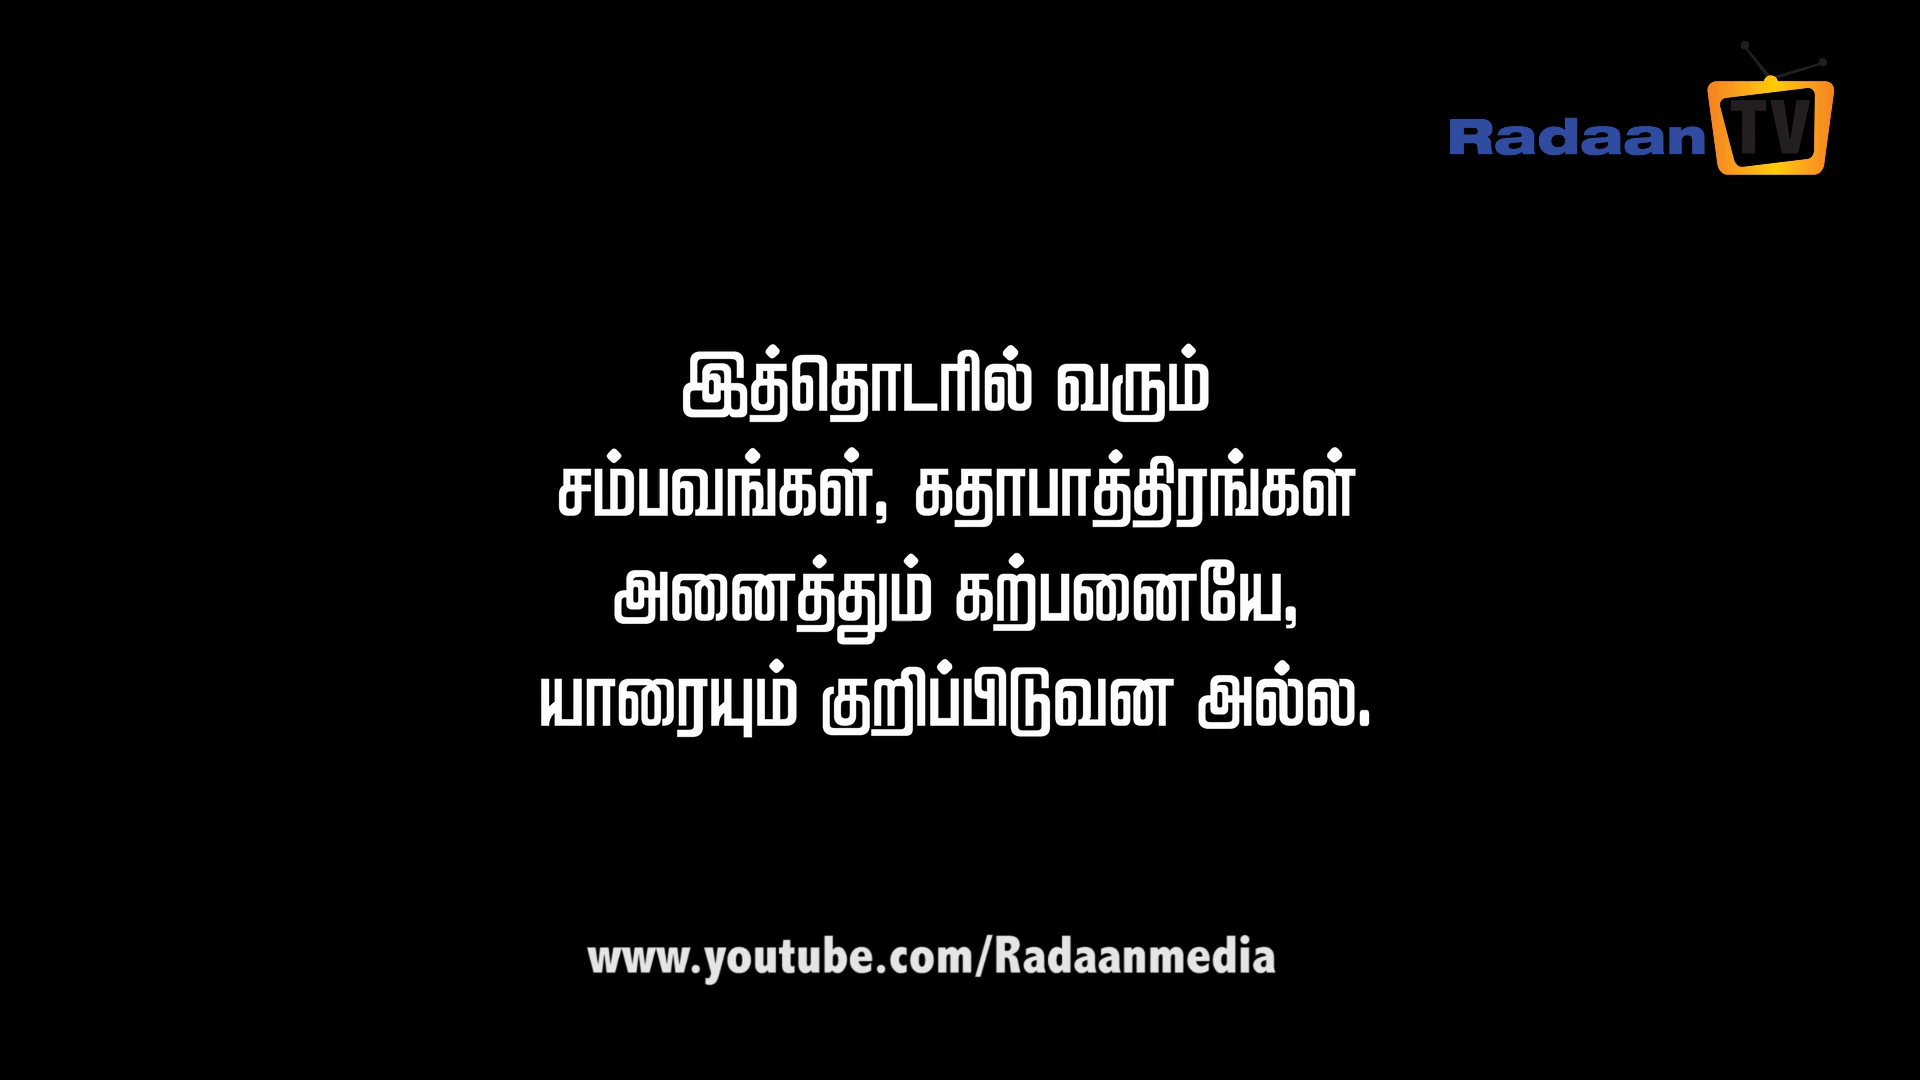 Radaan TV
இத்தொடரில் வரும்
சம்பவங்கள், கதாபாத்திரங்கள்
அனைத்தும் கற்பனையே,
யாரையும் குறிப்பிடுவன அல்ல.
www.youtube.com/Radaanmedia